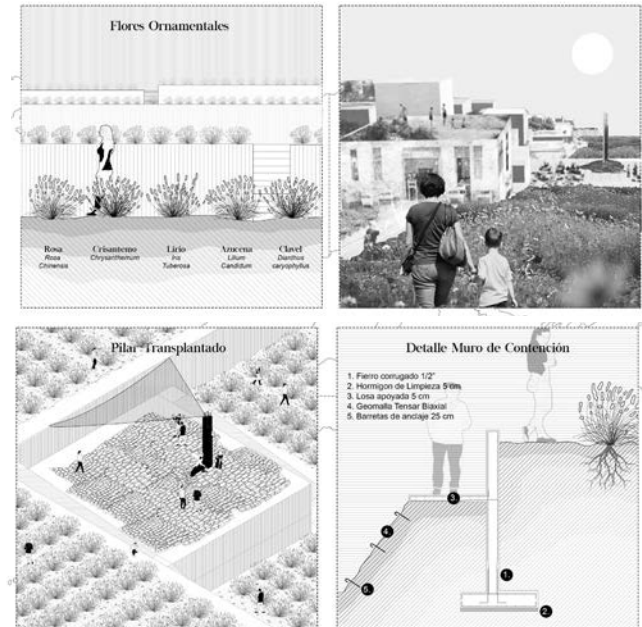 Flores Ornamentales
Rosa
Rosa
Chinensis
Crisantemo
Chrysanthemum
Lirio
Iris
Tuberosa
Azucena
Lilium
Candidum
Clavel
Dianthus
caryophyllus
Pilar Transplantado
Detalle Muro de Contención
1. Fierro corrugado 1/2"
2. Hormigon de Limpieza 5 cm
3. Losa apoyada 5 cm
4. Geomalla Tensar Biaxial
5. Barretas de anclaje 25 cm
3.
4.
5.
1.
2.